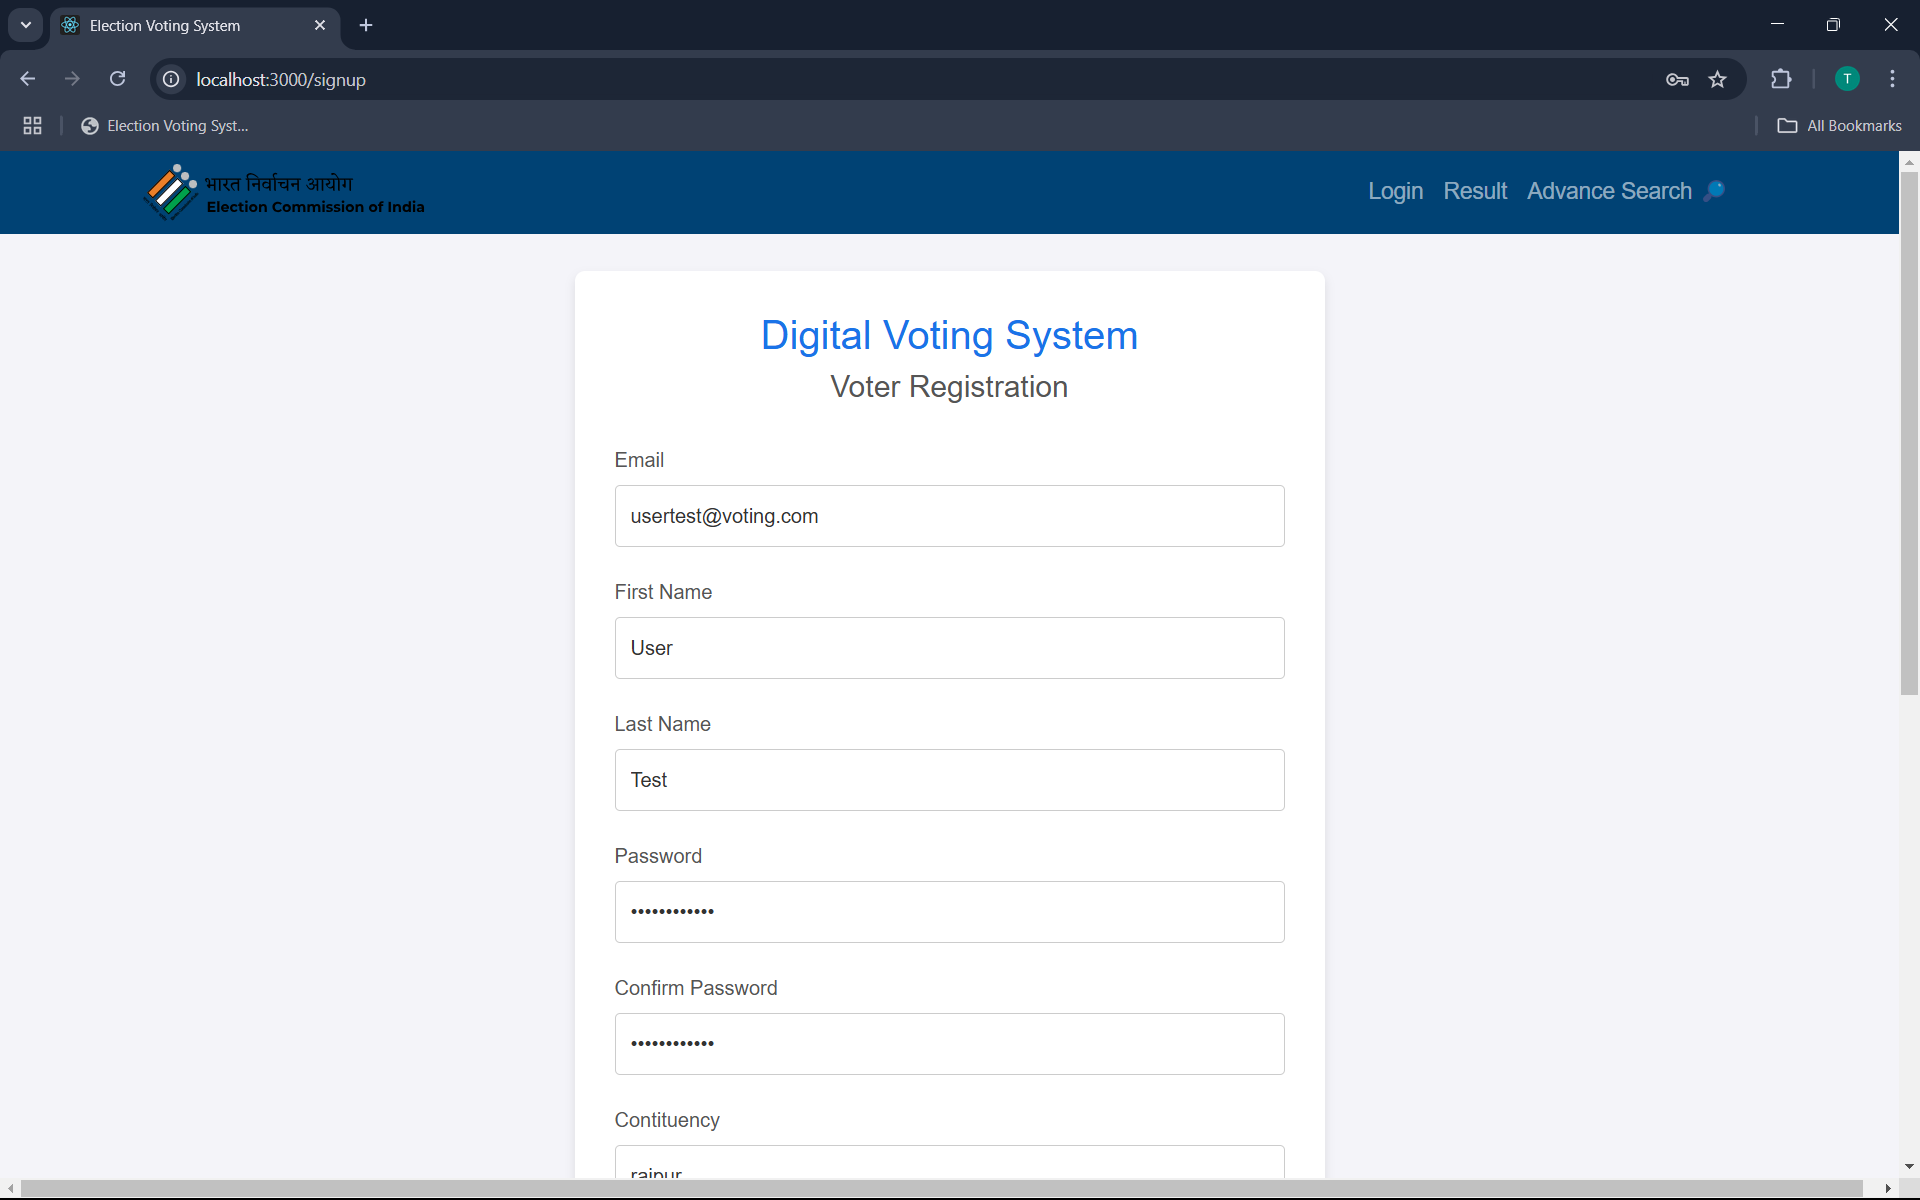 Election Voting System
localhost:3000/signup
T
Election Voting Syst...
All Bookmarks
भारत निर्वाचन आयोग
Election Commission of India
Login Result Advance Search
Digital Voting System
Voter Registration
Email
usertest@voting.com
First Name
User
Last Name
Test
Password
••••••••••••
Confirm Password
••••••••••••
Contituency